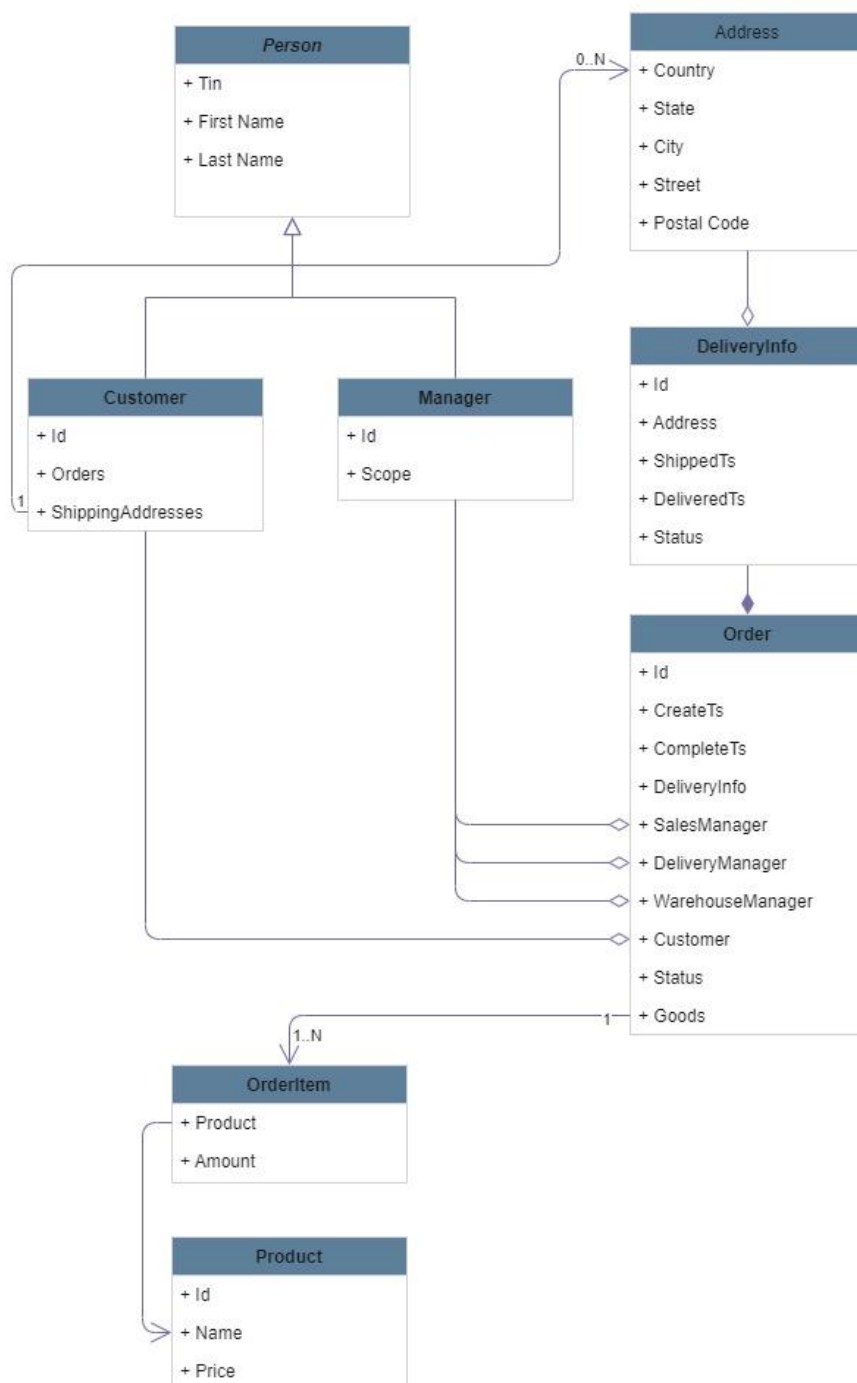 Person
+ Tin
+ First Name
+ Last Name
Address
+ Country
+ State
+ City
+ Street
+ Postal Code
0..N
Customer
+ Id
+ Orders
+ ShippingAddresses
1
Manager
+ Id
+ Scope
DeliveryInfo
+ Id
+ Address
+ ShippedTs
+ DeliveredTs
+ Status
Order
+ Id
+ CreateTs
+ CompleteTs
+ DeliveryInfo
+ SalesManager
+ DeliveryManager
+ WarehouseManager
+ Customer
+ Status
+ Goods
1
1..N
OrderItem
+ Product
+ Amount
Product
+ Id
+ Name
+ Price